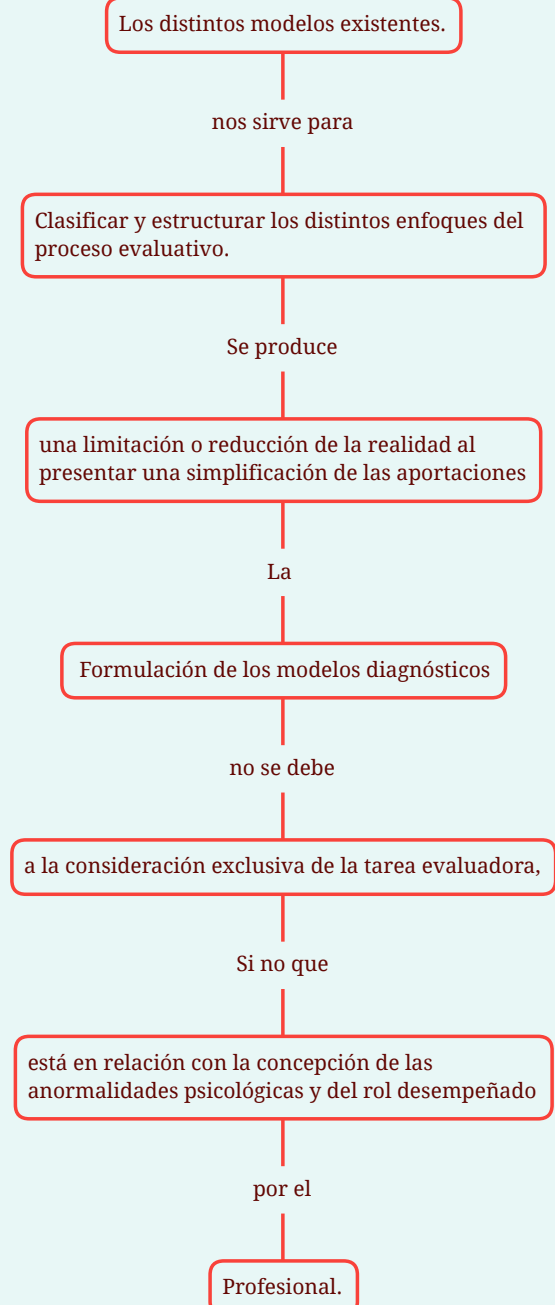 Los distintos modelos existentes.
nos sirve para
Clasificar y estructurar los distintos enfoques del
proceso evaluativo.
Se produce
una limitación o reducción de la realidad al
presentar una simplificación de las aportaciones
La
Formulación de los modelos diagnósticos
no se debe
a la consideración exclusiva de la tarea evaluadora,
Si no que
está en relación con la concepción de las
anormalidades psicológicas y del rol desempeñado
por el
Profesional.